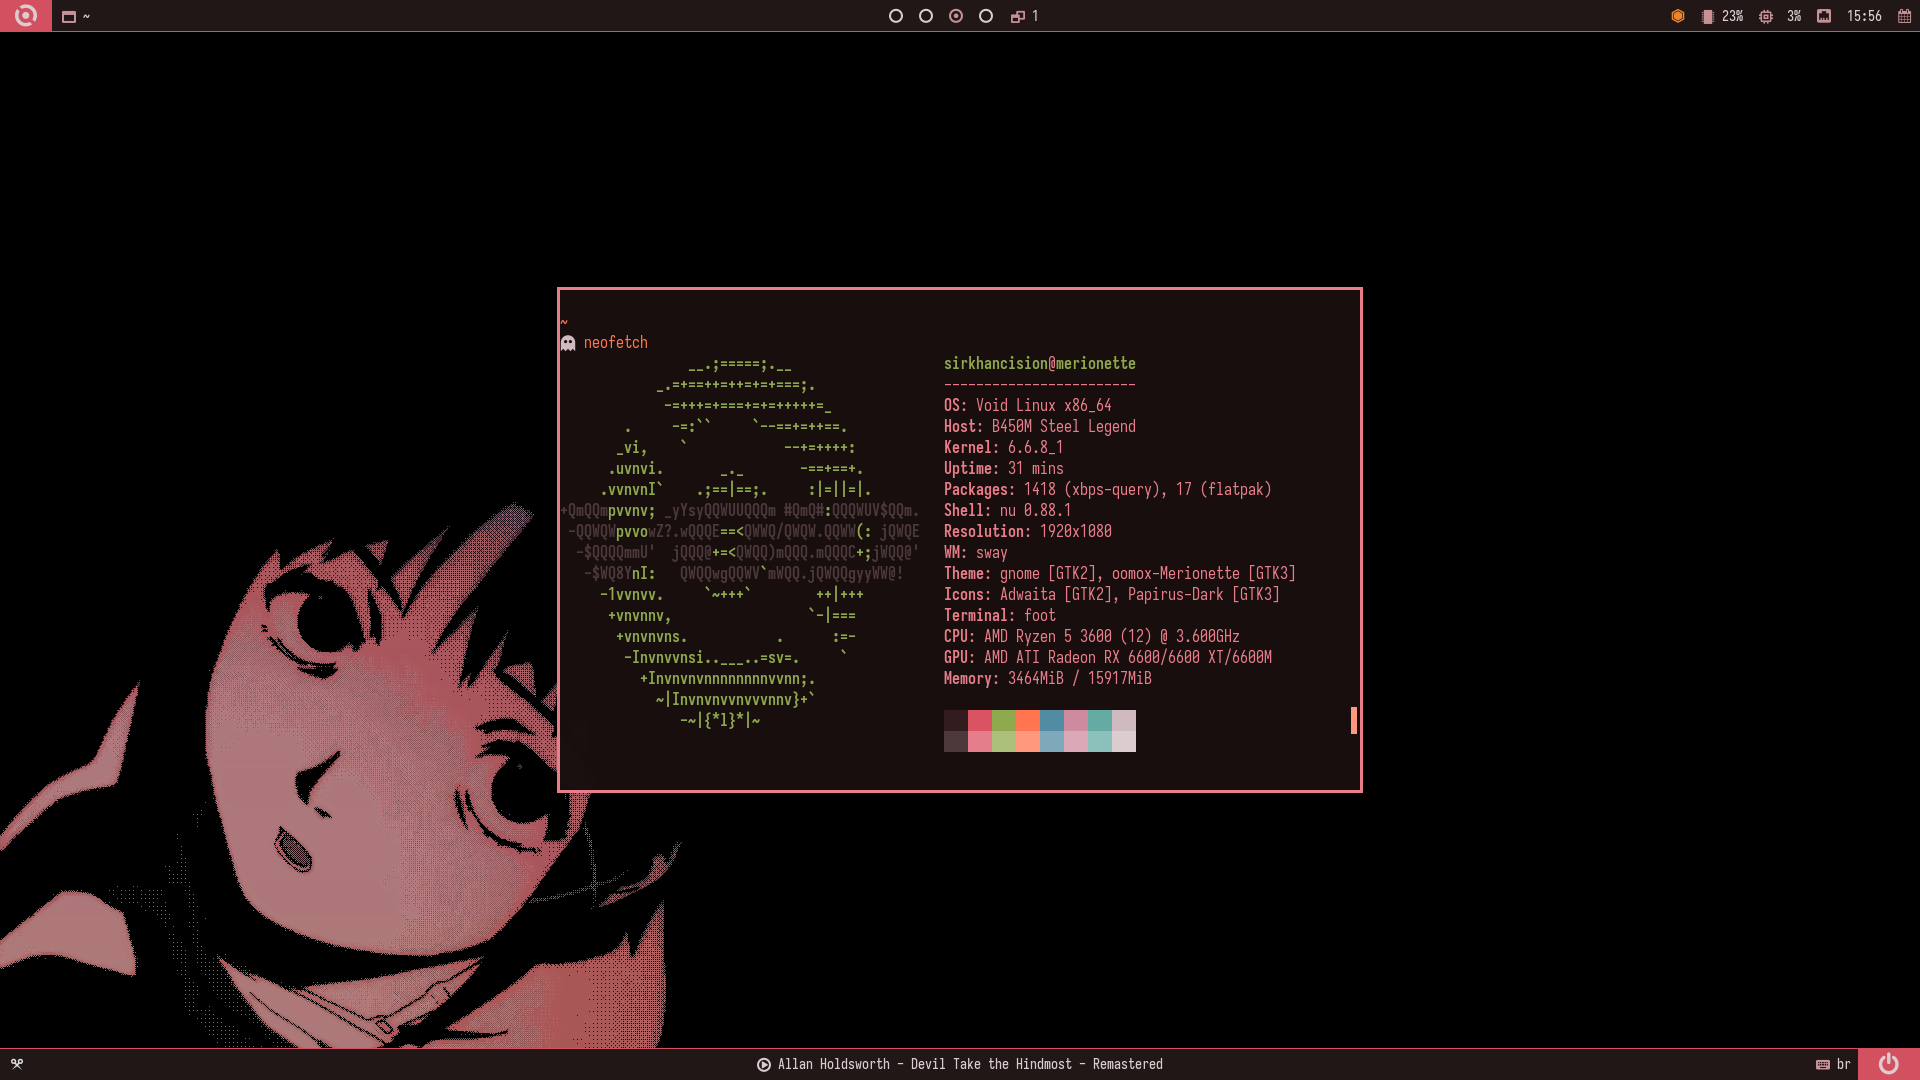 ~
1
23%
3%
15:56
~
neofetch
__.;=====;.__
_.=+==++=++=+=+===;.
-=+++=+===+=+=+++++=_
. -=:`` `--==+=++==.
_vi, ` --+=++++:
.uvnvi. _._ -==+==+.
.vvnvnI` .;==|==;. :|=||=|.
+QmQQmpvvnv; _yYsyQQWUUQQQm #QmQ#:QQQWUV$QQm.
-QQWQWpvvowZ?.wQQQE==<QWWQ/QWQW.QQWW(: jQWQE
-$QQQQmmU' jQQQ@+=<QWQQ)mQQQ.mQQQC+;jWQQ@'
-$WQ8YnI: QWQQwgQQWV`mWQQ.jQWQQgyyWW@!
-1vvnvv. `~+++` ++|+++
+vnvnnv, `-|===
+vnvnvns. . :=-
-Invnvvnsi..___..=sv=. `
+Invnvnvnnnnnnnnvvnn;.
~|Invnvnvvnvvvnnv}+`
-~|{*l}*|~
sirkhancision@merionette
------------------------
OS: Void Linux x86_64
Host: B450M Steel Legend
Kernel: 6.6.8_1
Uptime: 31 mins
Packages: 1418 (xbps-query), 17 (flatpak)
Shell: nu 0.88.1
Resolution: 1920x1080
WM: sway
Theme: gnome [GTK2], oomox-Merionette [GTK3]
Icons: Adwaita [GTK2], Papirus-Dark [GTK3]
Terminal: foot
CPU: AMD Ryzen 5 3600 (12) @ 3.600GHz
GPU: AMD ATI Radeon RX 6600/6600 XT/6600M
Memory: 3464MiB / 15917MiB
Allan Holdsworth - Devil Take the Hindmost - Remastered
br